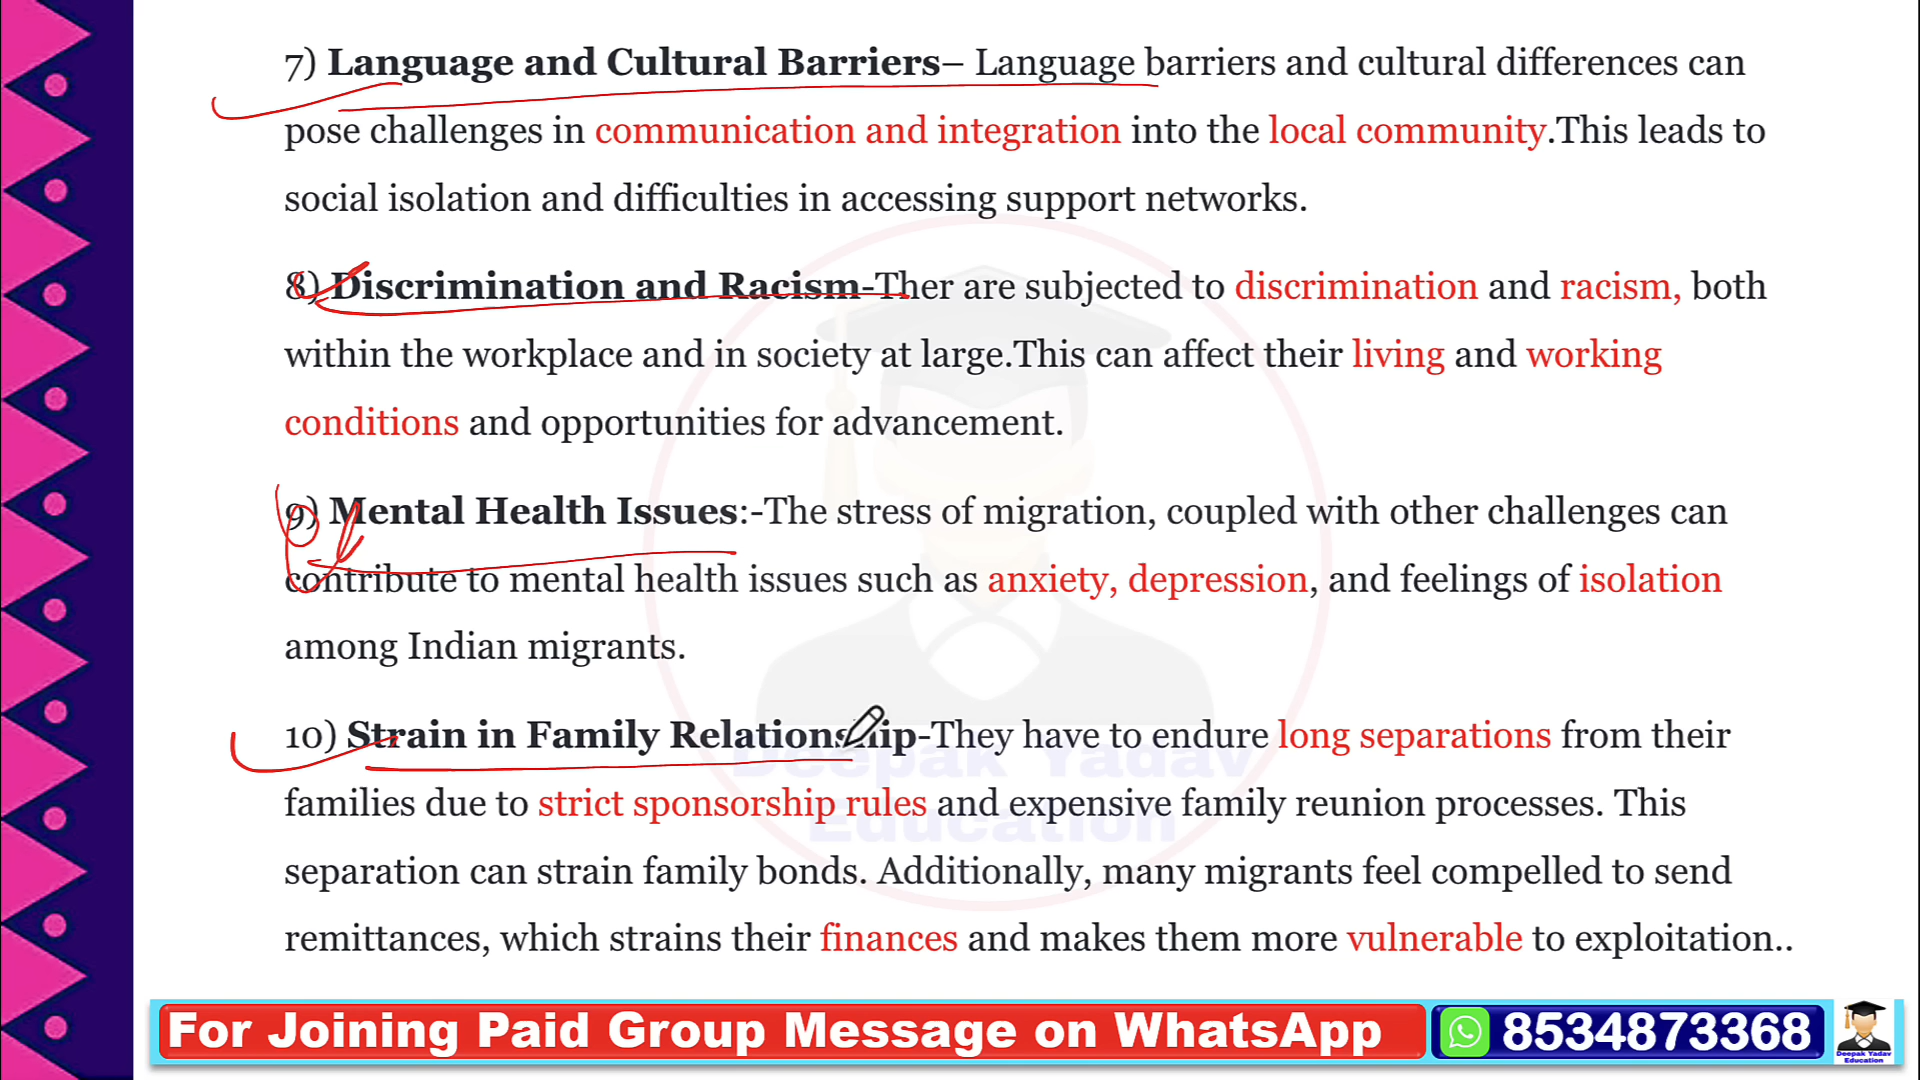 7) Language and Cultural Barriers– Language barriers and cultural differences can
pose challenges in communication and integration into the local community.This leads to
social isolation and difficulties in accessing support networks.
8) Discrimination and Racism-Ther are subjected to discrimination and racism, both
within the workplace and in society at large.This can affect their living and working
conditions and opportunities for advancement.
9) Mental Health Issues:-The stress of migration, coupled with other challenges can
contribute to mental health issues such as anxiety, depression, and feelings of isolation
among Indian migrants.
10) Strain in Family Relationship-They have to endure long separations from their
Deepak Yadav
families due to strict sponsorship rules and expensive family reunion processes. This
Education
separation can strain family bonds. Additionally, many migrants feel compelled to send
remittances, which strains their finances and makes them more vulnerable to exploitation..
For Joining Paid Group Message on WhatsApp
8534873368
Deepak Yadav
Education